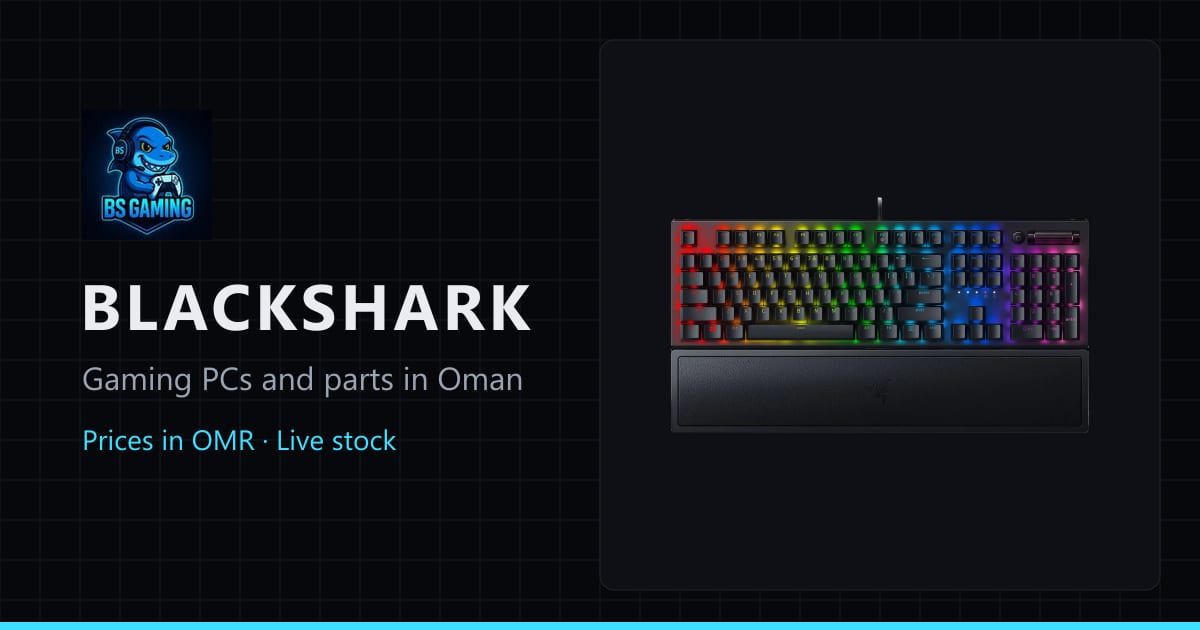 BS
BS GAMING
BLACKSHARK
Gaming PCs and parts in Oman
Prices in OMR · Live stock